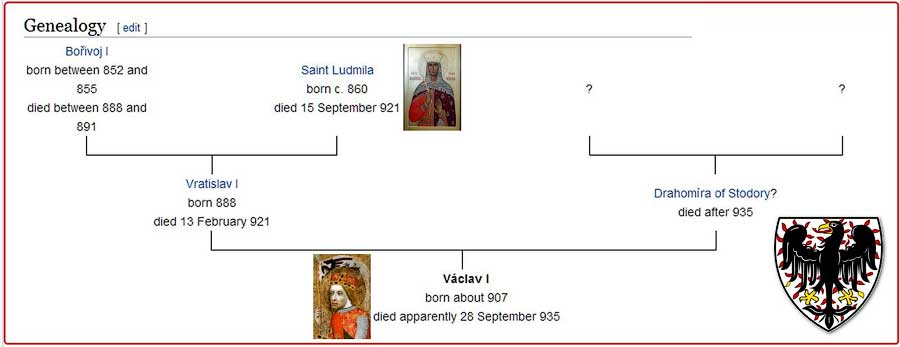 Genealogy [ edit ]
Bořivoj I
born between 852 and
855
died between 888 and
891
Saint Ludmila
born c. 860
died 15 September 921
?
?
Vratislav I
born 888
died 13 February 921
Drahomíra of Stodory?
died after 935
Václav I
born about 907
died apparently 28 September 935